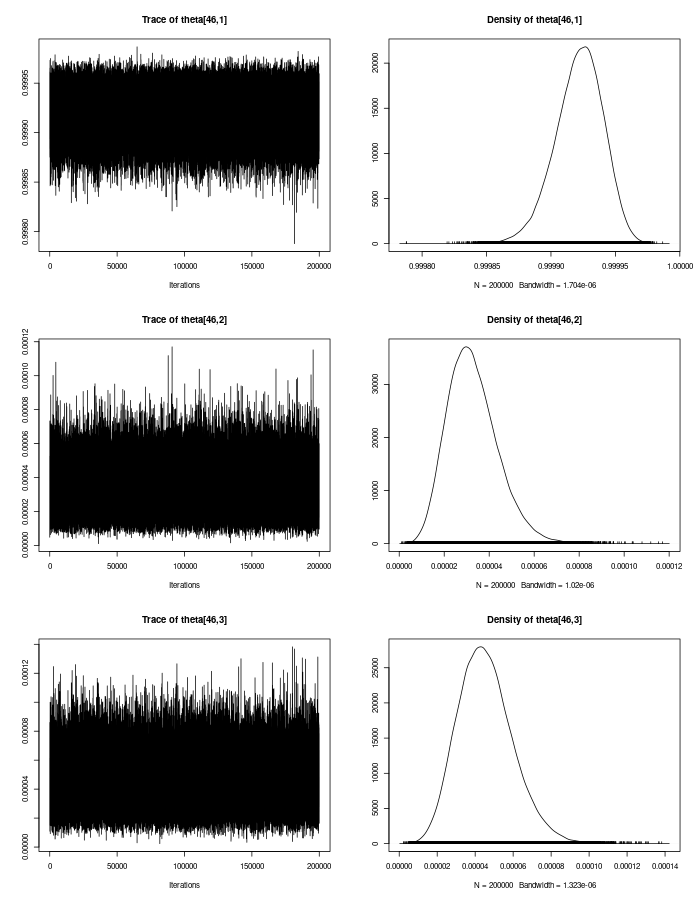 Trace of theta[46,1]
0.99980 0.99985 0.99990 0.99995
0 50000 100000 150000 200000
Iterations
Density of theta[46,1]
0 5000 10000 15000 20000
0.99980 0.99985 0.99990 0.99995 1.00000
N = 200000 Bandwidth = 1.704e-06
Trace of theta[46,2]
0.00000 0.00002 0.00004 0.00006 0.00008 0.00010 0.00012
0 50000 100000 150000 200000
Iterations
Density of theta[46,2]
0 10000 20000 30000
0.00000 0.00002 0.00004 0.00006 0.00008 0.00010 0.00012
N = 200000 Bandwidth = 1.02e-06
Trace of theta[46,3]
0.00000 0.00004 0.00008 0.00012
0 50000 100000 150000 200000
Iterations
Density of theta[46,3]
0 5000 10000 15000 20000 25000
0.00000 0.00002 0.00004 0.00006 0.00008 0.00010 0.00012 0.00014
N = 200000 Bandwidth = 1.323e-06